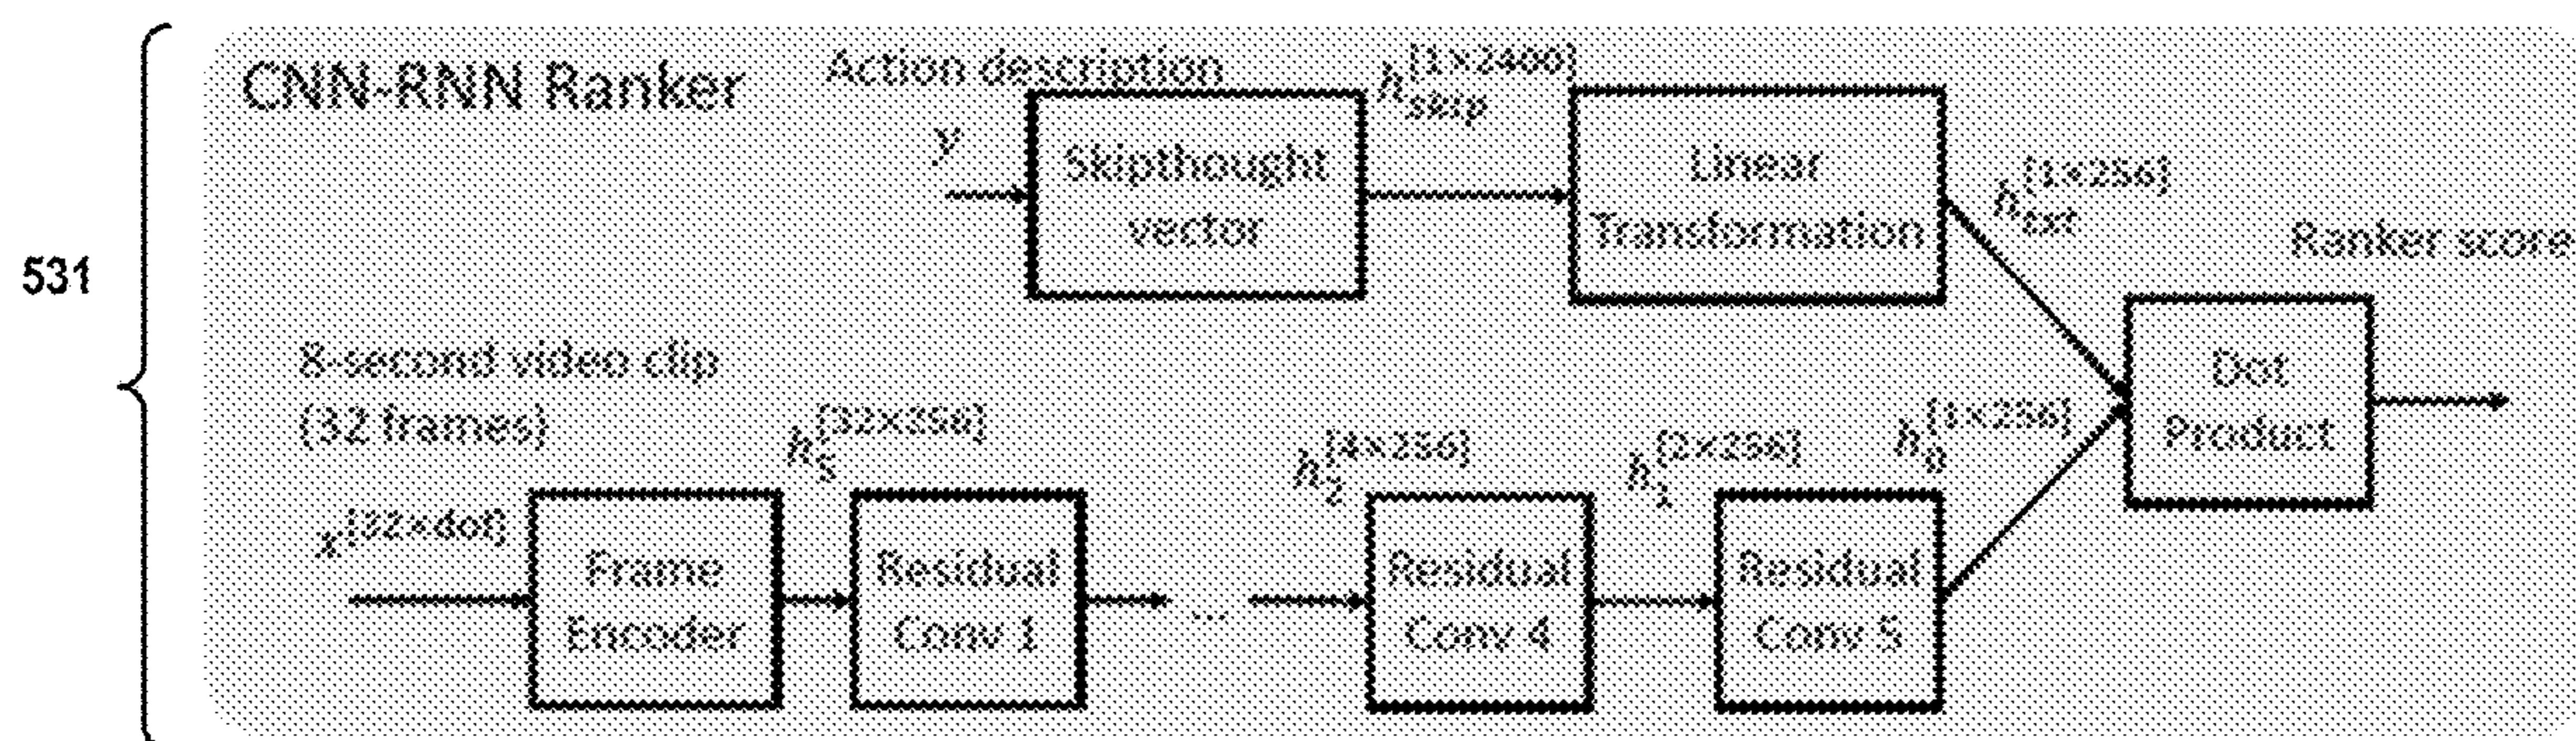 CNN-RNN Ranker
Action description
y
Skipthought
vector
h_skip^[1×2400]
Linear
Transformation
h_txt^[1×256]
Ranker score
531
8-second video clip
(32 frames)
x^[32×dof]
Frame
Encoder
h_5^[32×256]
Residual
Conv 1
...
h_2^[4×256]
Residual
Conv 4
h_1^[2×256]
Residual
Conv 5
h_0^[1×256]
Dot
Product